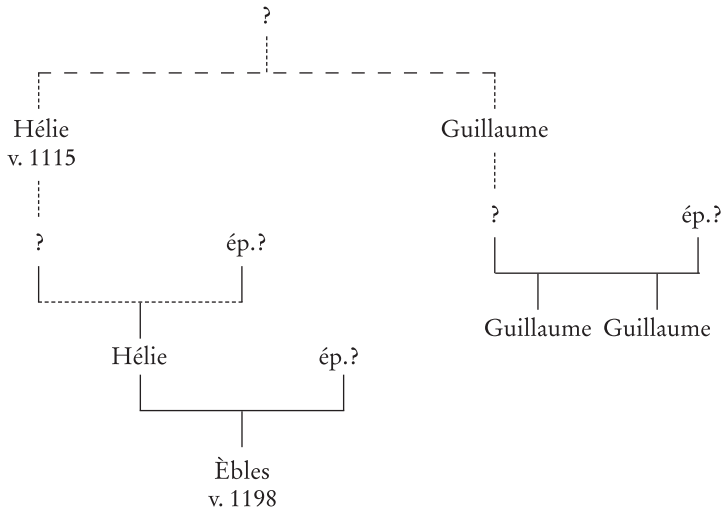 ?
Hélie
v. 1115
Guillaume
?
ép.?
?
ép.?
Guillaume Guillaume
Hélie
ép.?
Èbles
v. 1198